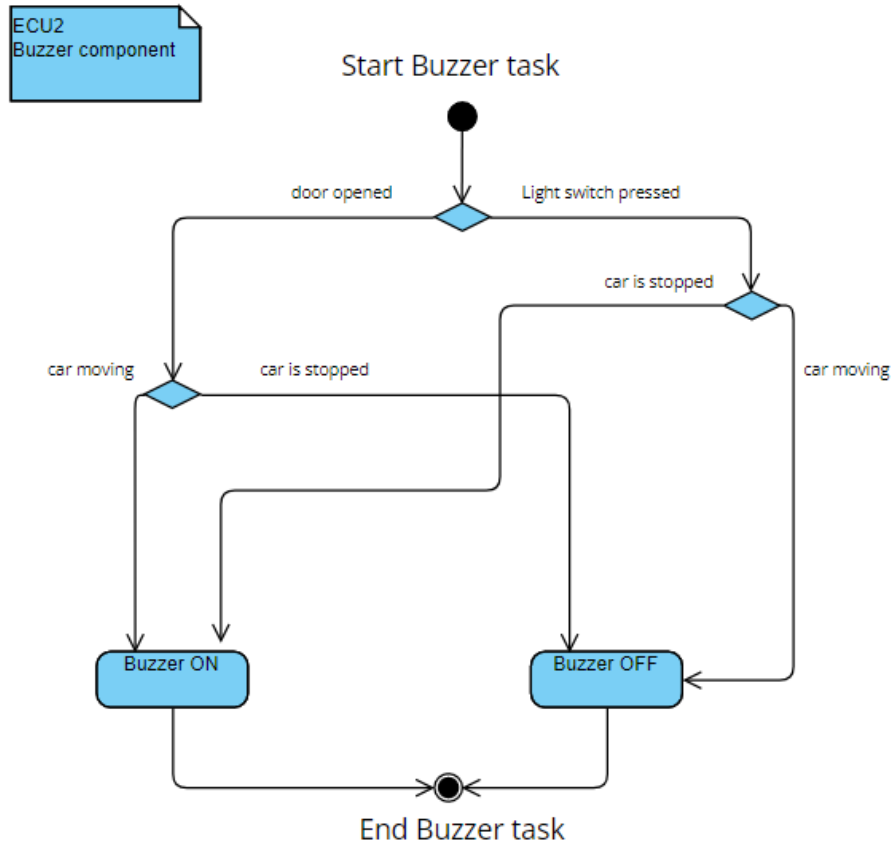 ECU2
Buzzer component
Start Buzzer task
door opened
Light switch pressed
car is stopped
car moving
car is stopped
car moving
Buzzer ON
Buzzer OFF
End Buzzer task